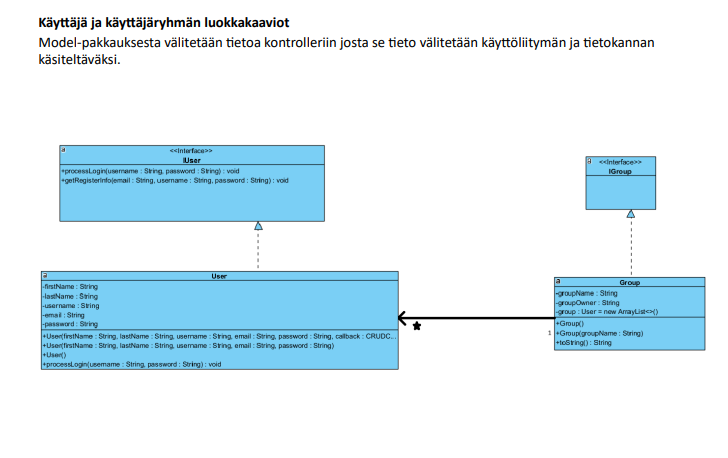 Käyttäjä ja käyttäjäryhmän luokkakaaviot
Model-pakkauksesta välitetään tietoa kontrolleriin josta se tieto välitetään käyttöliitymän ja tietokannan
käsiteltäväksi.
<<Interface>>
IUser
+processLogin(username : String, password : String) : void
+getRegisterInfo(email : String, username : String, password : String) : void
<<Interface>>
IGroup
User
-firstName : String
-lastName : String
-username : String
-email : String
-password : String
+User(firstName : String, lastName : String, username : String, email : String, password : String, callback : CRUDC...
+User(firstName : String, lastName : String, username : String, email : String, password : String)
+User()
+processLogin(username : String, password : String) : void
*
Group
-groupName : String
-groupOwner : String
-group : User = new ArrayList<>()
+Group()
1
+Group(groupName : String)
+toString() : String